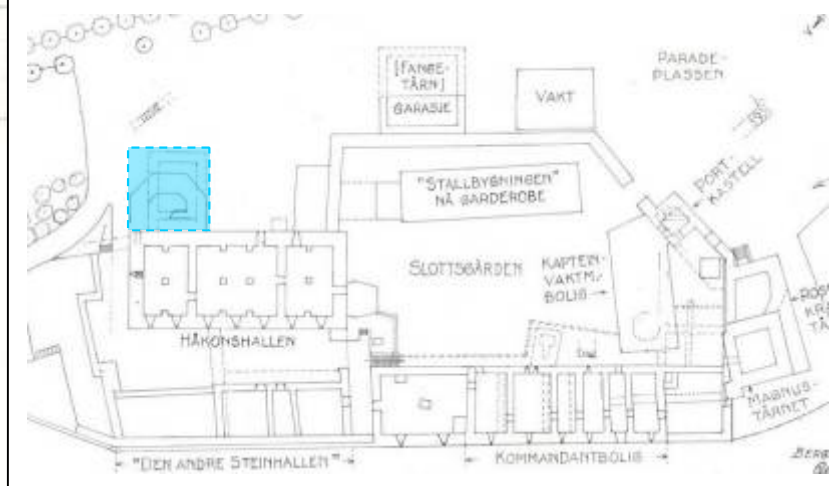 [FANGE-
TÅRN]
GARASJE
VAKT
PARADE-
PLASSEN
PORT-
KASTELL
"STALLBYGNINGEN"
NÅ GARDEROBE
SLOTTSGÅRDEN
KAPTEIN-
VAKTM.
BOLIG
HÅKONSHALLEN
MAGNUS-
TÅRNET
"DEN ANDRE STEINHALLEN"
KOMMANDANTBOLIG